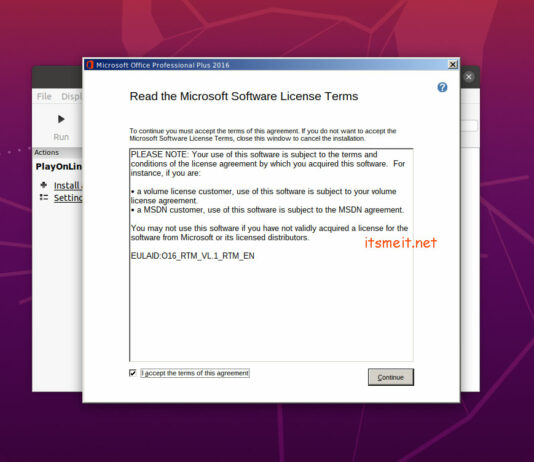 Microsoft Office Professional Plus 2016
File
Run
Actions
PlayOnLin
Install
Setting
?
Read the Microsoft Software License Terms
To continue you must accept the terms of this agreement. If you do not want to accept the
Microsoft Software License Terms, close this window to cancel the installation.
PLEASE NOTE: Your use of this software is subject to the terms and
conditions of the license agreement by which you acquired this software. For
instance, if you are:
• a volume license customer, use of this software is subject to your volume
license agreement.
• a MSDN customer, use of this software is subject to the MSDN agreement.
You may not use this software if you have not validly acquired a license for the
software from Microsoft or its licensed distributors.
itsmeit.net
EULAID:O16_RTM_VL.1_RTM_EN
I accept the terms of this agreement
Continue